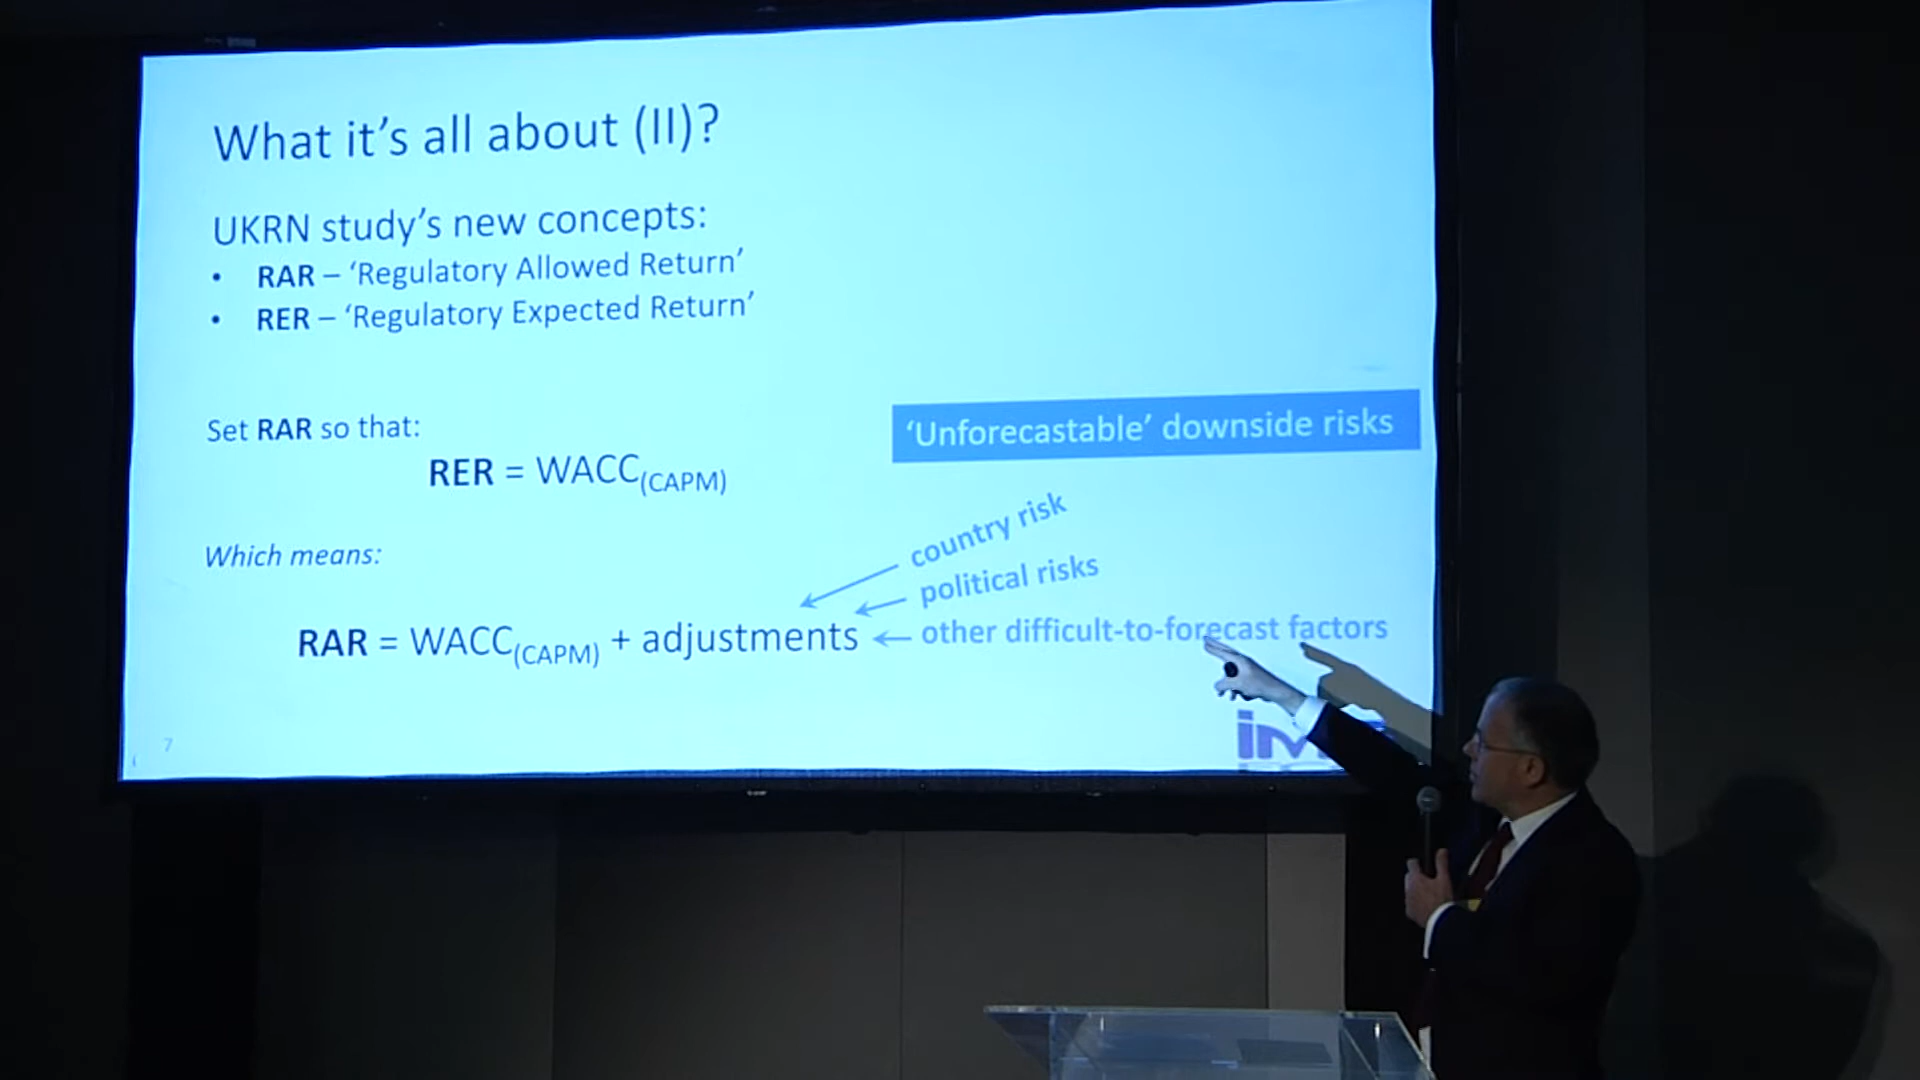 What it's all about (II)?
UKRN study's new concepts:
• RAR – 'Regulatory Allowed Return'
• RER – 'Regulatory Expected Return'
Set RAR so that:
'Unforecastable' downside risks
RER = WACC(CAPM)
Which means:
country risk
political risks
RAR = WACC(CAPM) + adjustments
other difficult-to-forecast factors
7